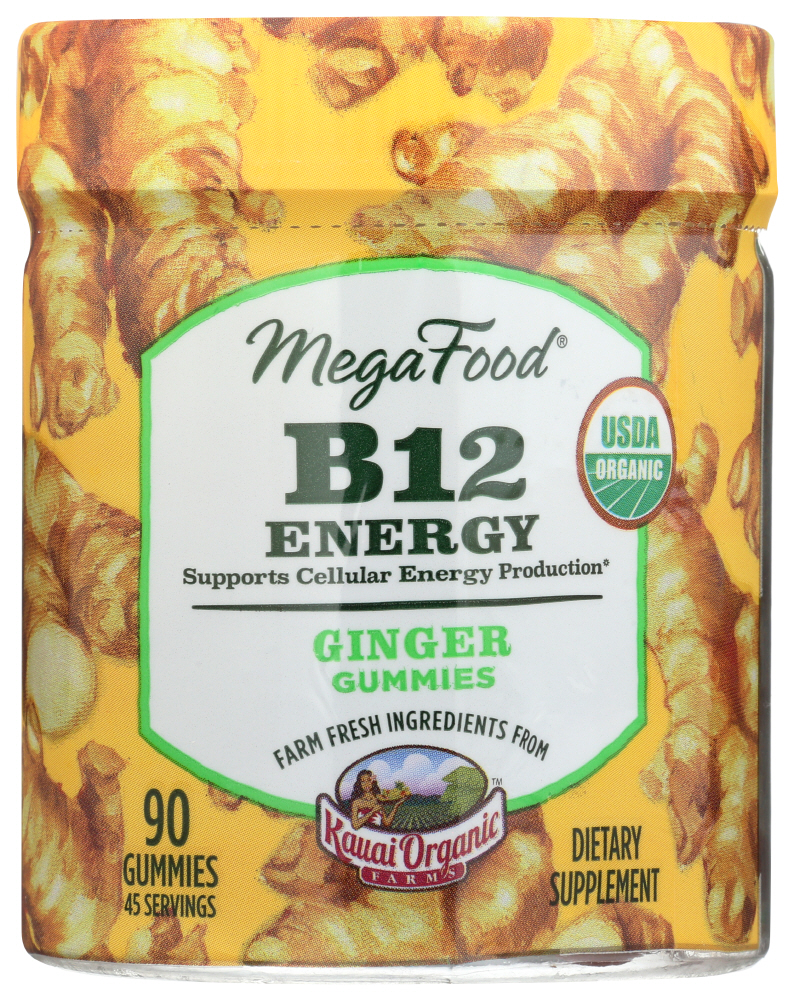 MegaFood®
B12
ENERGY
Supports Cellular Energy Production*
USDA
ORGANIC
GINGER
GUMMIES
FARM FRESH INGREDIENTS FROM
Kauai Organic™
FARMS
90
GUMMIES
45 SERVINGS
DIETARY
SUPPLEMENT